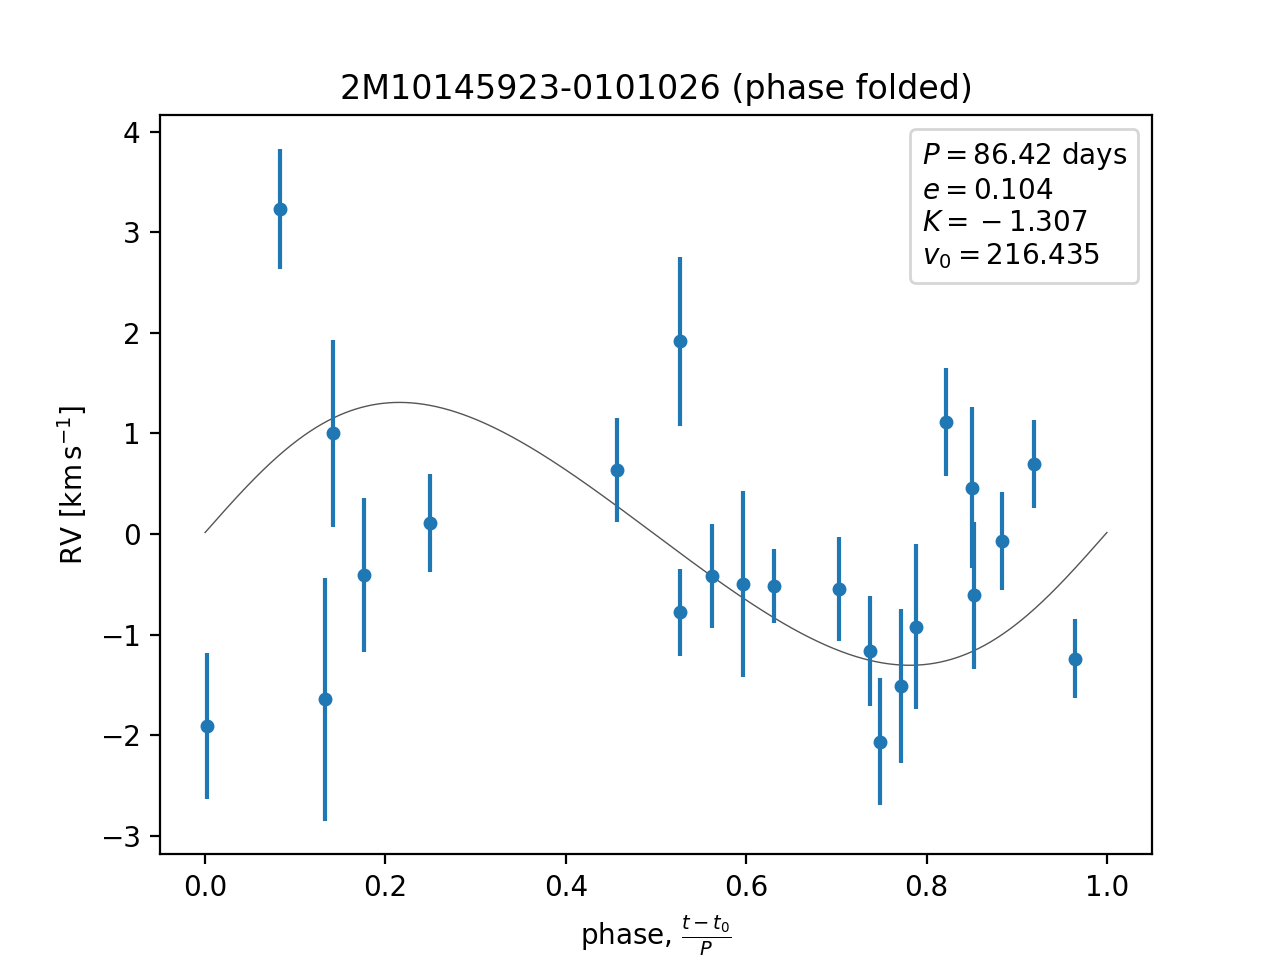 2M10145923-0101026 (phase folded)
P = 86.42 days
e = 0.104
K = −1.307
v₀ = 216.435
RV [km s⁻¹]
4
3
2
1
0
−1
−2
−3
0.0 0.2 0.4 0.6 0.8 1.0
phase, (t − t₀)/P